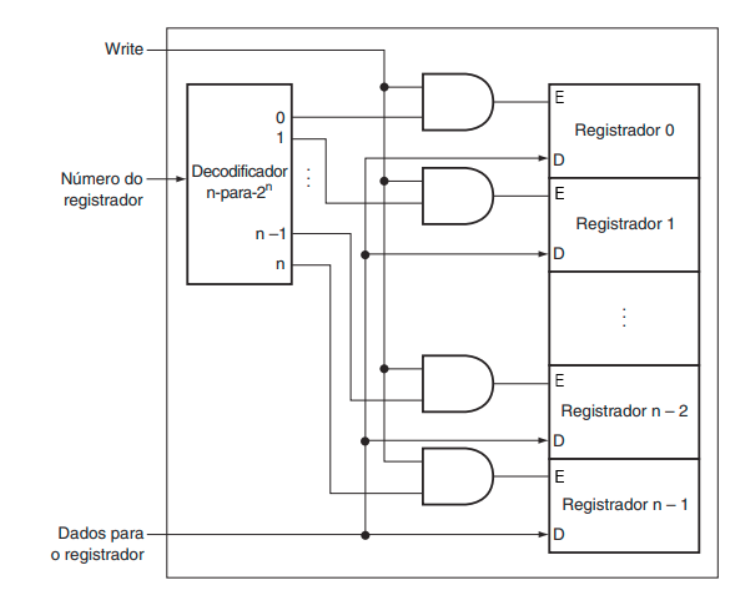 Write
E
0
Registrador 0
1
D
Decodificador
n-para-2ⁿ
⋮
Número do
registrador
E
Registrador 1
n –1
D
n
⋮
E
Registrador n – 2
D
E
Registrador n – 1
Dados para
o registrador
D